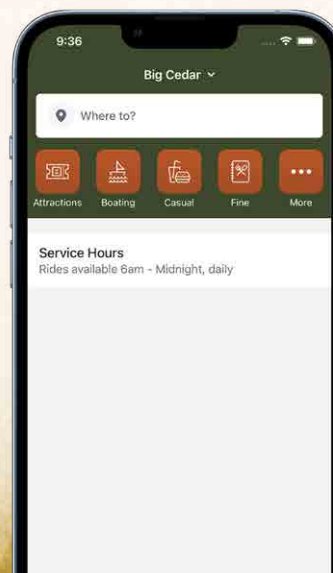 9:36
Big Cedar
Where to?
Attractions Boating Casual Fine More
Service Hours
Rides available 6am - Midnight, daily